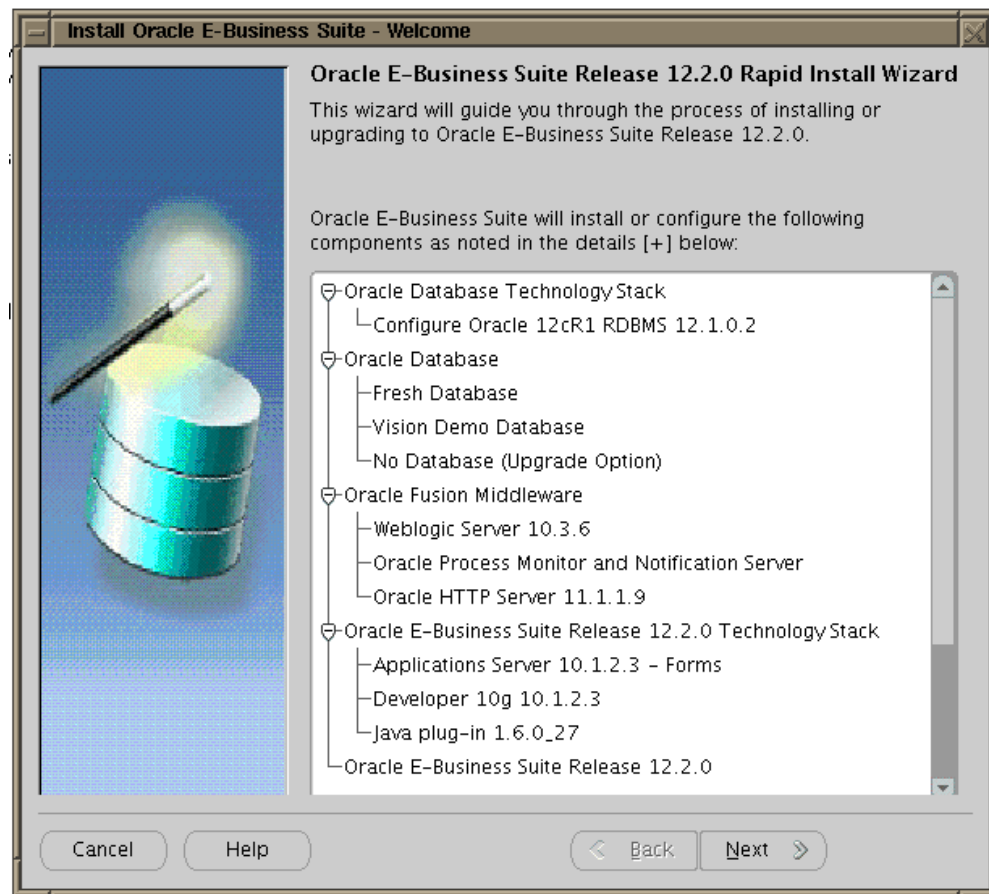 Install Oracle E-Business Suite - Welcome
Oracle E-Business Suite Release 12.2.0 Rapid Install Wizard
This wizard will guide you through the process of installing or
upgrading to Oracle E-Business Suite Release 12.2.0.
Oracle E-Business Suite will install or configure the following
components as noted in the details [+] below:
Oracle Database Technology Stack
Configure Oracle 12cR1 RDBMS 12.1.0.2
Oracle Database
Fresh Database
Vision Demo Database
No Database (Upgrade Option)
Oracle Fusion Middleware
Weblogic Server 10.3.6
Oracle Process Monitor and Notification Server
Oracle HTTP Server 11.1.1.9
Oracle E-Business Suite Release 12.2.0 Technology Stack
Applications Server 10.1.2.3 - Forms
Developer 10g 10.1.2.3
Java plug-in 1.6.0_27
Oracle E-Business Suite Release 12.2.0
Cancel Help Back Next